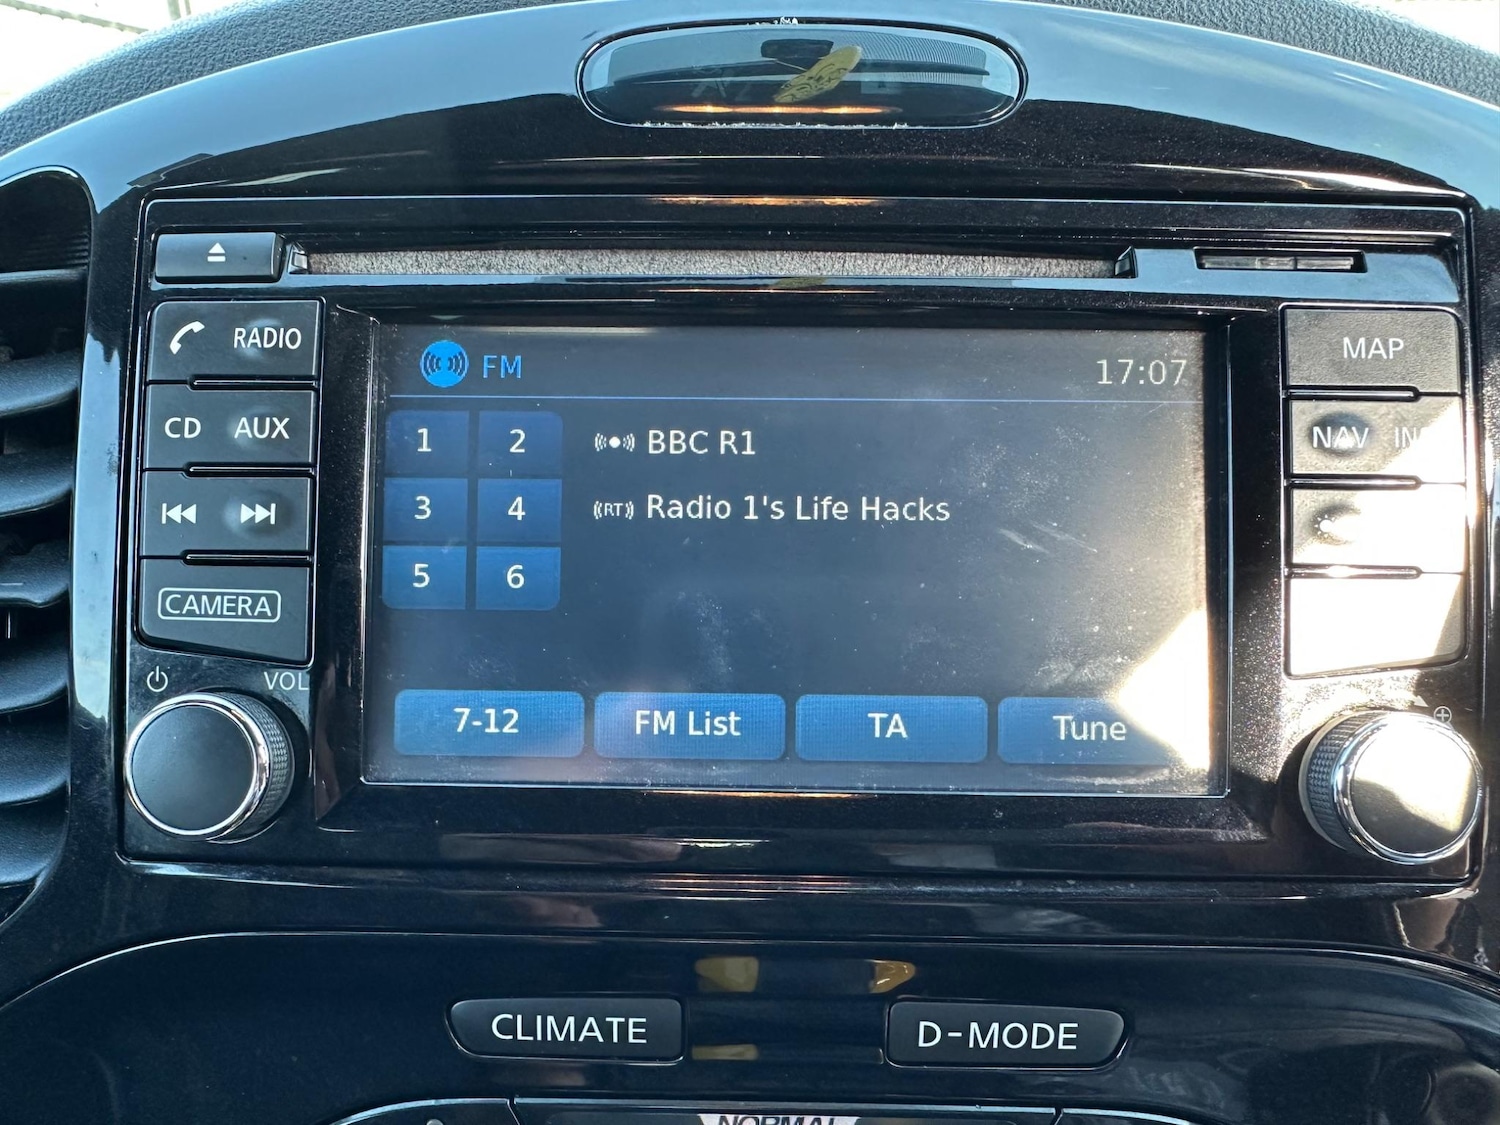 RADIO
CD AUX
CAMERA
VOL
FM 17:07
1 2 BBC R1
3 4 RT Radio 1's Life Hacks
5 6
7-12 FM List TA Tune
MAP
NAV
CLIMATE D-MODE
NORMAL